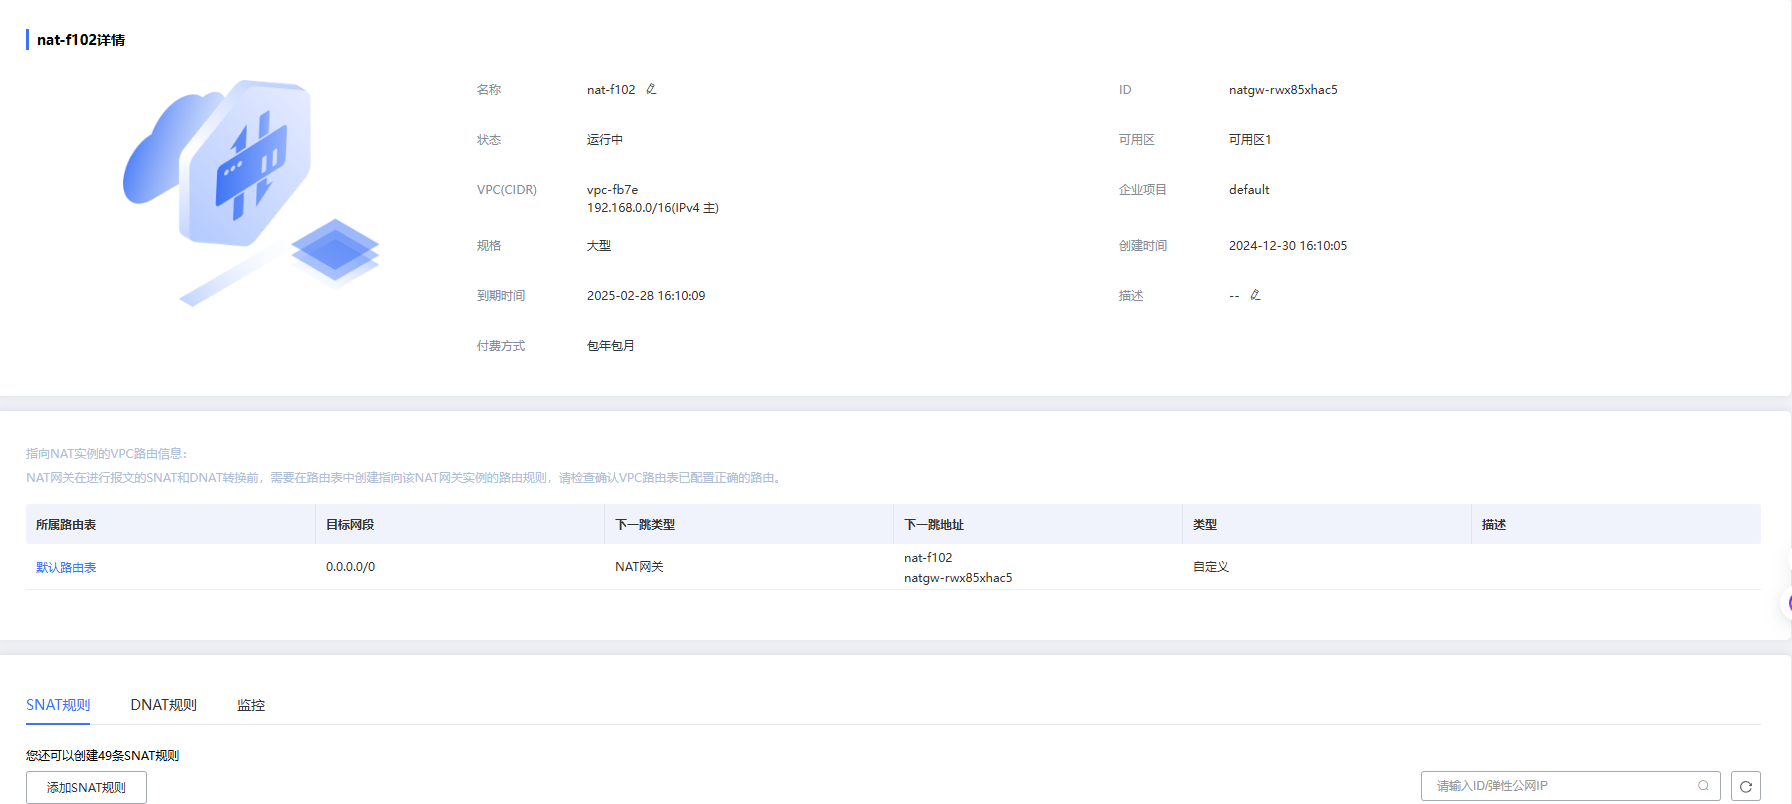 nat-f102详情
名称 nat-f102 ID natgw-rwx85xhac5
状态 运行中 可用区 可用区1
VPC(CIDR) vpc-fb7e 企业项目 default
192.168.0.0/16(IPv4 主)
规格 大型 创建时间 2024-12-30 16:10:05
到期时间 2025-02-28 16:10:09 描述 --
付费方式 包年包月
指向NAT实例的VPC路由信息:
NAT网关在进行报文的SNAT和DNAT转换前，需要在路由表中创建指向该NAT网关实例的路由规则，请检查确认VPC路由表已配置正确的路由。
所属路由表 目标网段 下一跳类型 下一跳地址 类型 描述
默认路由表 0.0.0.0/0 NAT网关 nat-f102 自定义
natgw-rwx85xhac5
SNAT规则 DNAT规则 监控
您还可以创建49条SNAT规则
添加SNAT规则 请输入ID/弹性公网IP